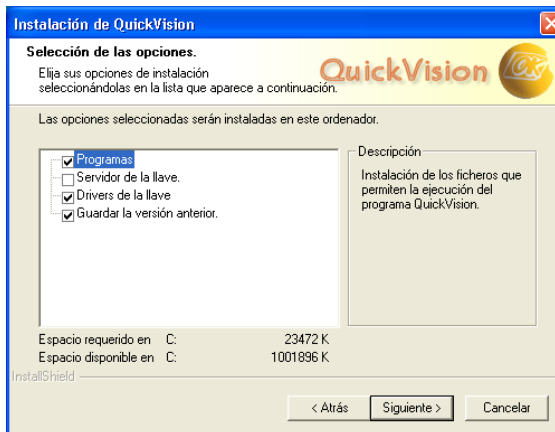 Instalación de QuickVision
Selección de las opciones.
Elija sus opciones de instalación
seleccionándolas en la lista que aparece a continuación.
QuickVision
OK
Las opciones seleccionadas serán instaladas en este ordenador.
Programas
Servidor de la llave.
Drivers de la llave
Guardar la versión anterior.
Descripción
Instalación de los ficheros que
permiten la ejecución del
programa QuickVision.
Espacio requerido en C: 23472 K
Espacio disponible en C: 1001896 K
InstallShield
< Atrás Siguiente > Cancelar